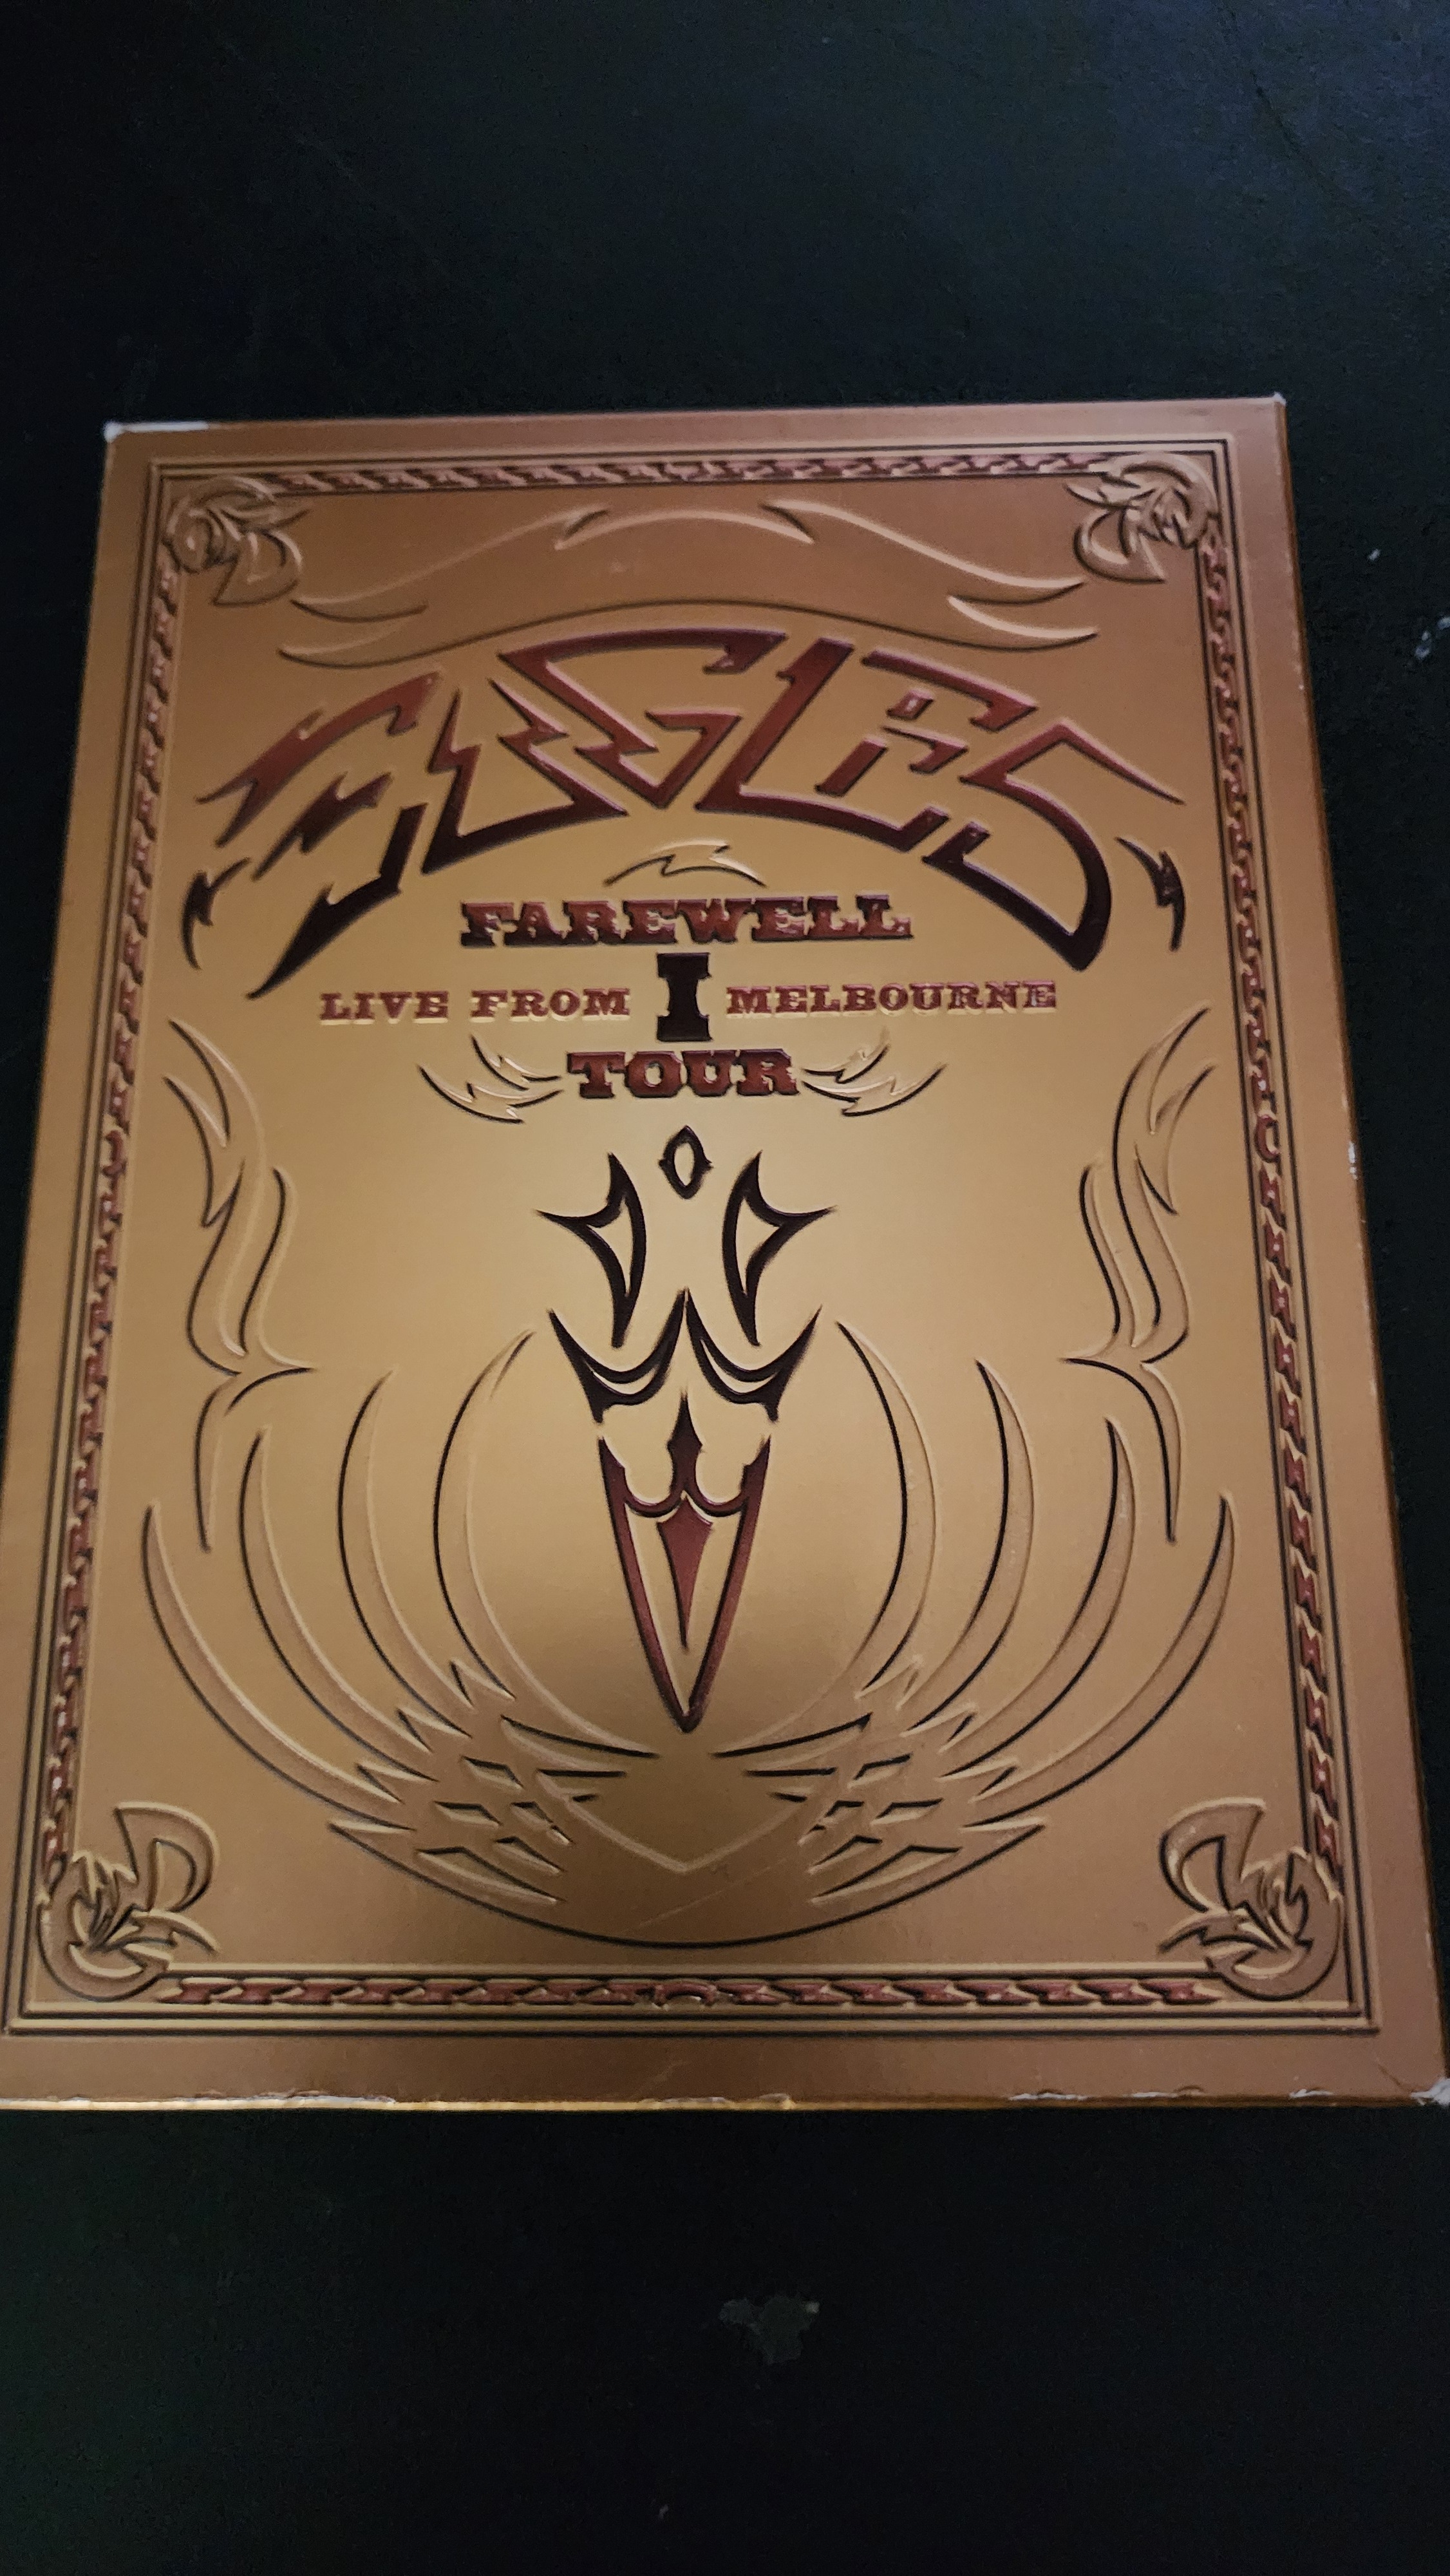 EAGLES
FAREWELL
LIVE FROM I MELBOURNE
TOUR